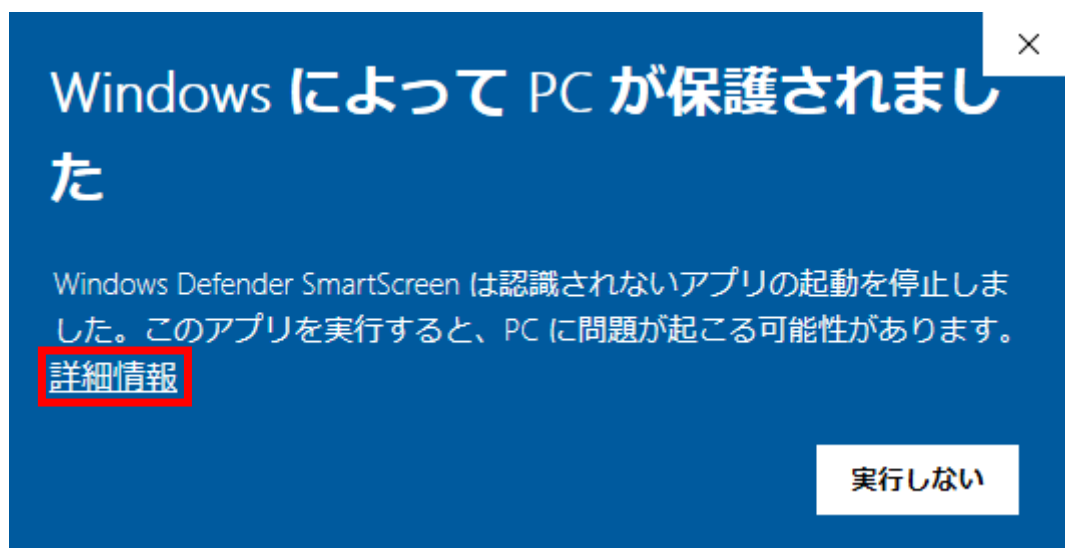 Windows によって PC が保護されまし
た
Windows Defender SmartScreen は認識されないアプリの起動を停止しま
した。このアプリを実行すると、PC に問題が起こる可能性があります。
詳細情報
実行しない